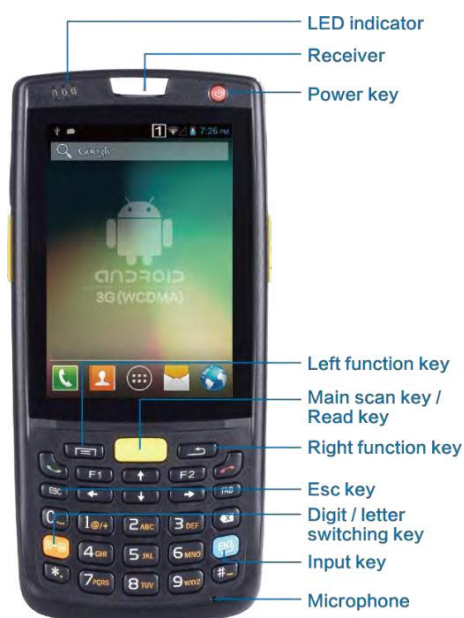 LED indicator
Receiver
Power key
1 7:26 PM
Google
ANDROID
3G(WCDMA)
Left function key
Main scan key /
Read key
Right function key
F1 F2
ESC TAB
Esc key
Digit / letter
switching key
0 1@/+ 2ABC 3DEF
4GHI 5JKL 6MNO ENT
Input key
*. 7PQRS 8TUV 9WXYZ #_
Microphone